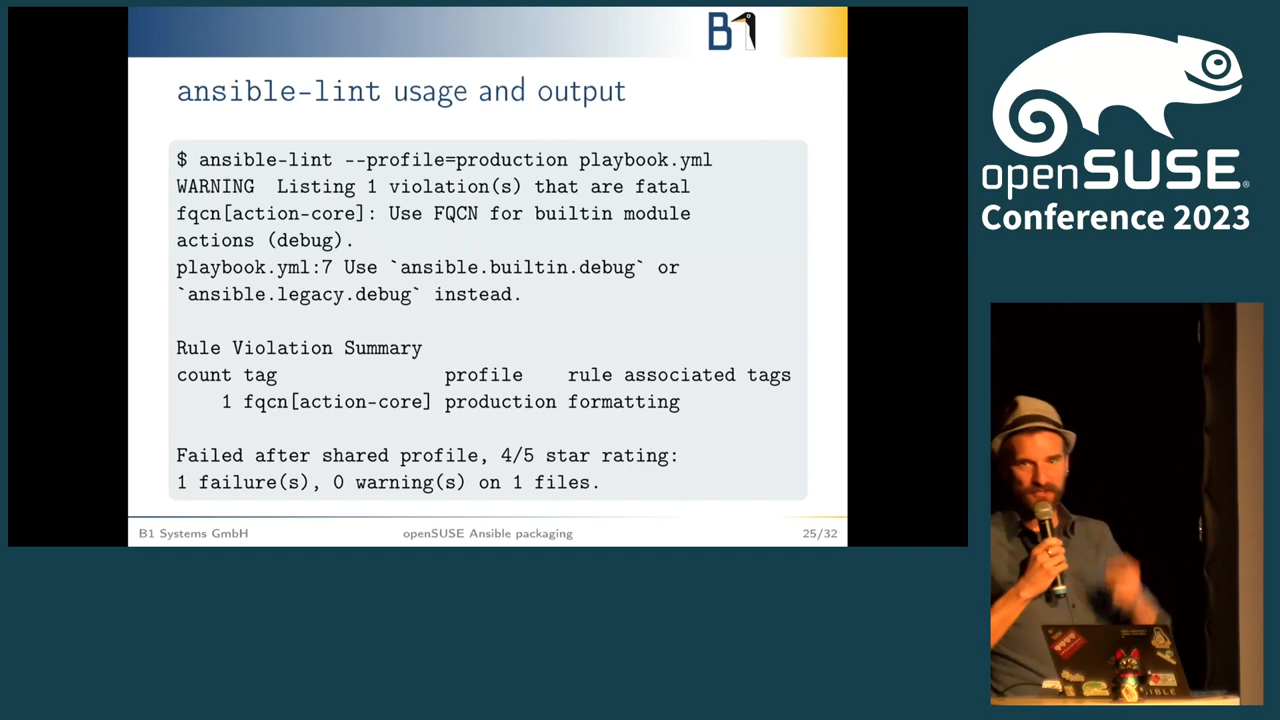 B1
ansible-lint usage and output
$ ansible-lint --profile=production playbook.yml
WARNING  Listing 1 violation(s) that are fatal
fqcn[action-core]: Use FQCN for builtin module
actions (debug).
playbook.yml:7 Use `ansible.builtin.debug` or
`ansible.legacy.debug` instead.
Rule Violation Summary
count tag               profile    rule associated tags
    1 fqcn[action-core] production formatting
Failed after shared profile, 4/5 star rating:
1 failure(s), 0 warning(s) on 1 files.
B1 Systems GmbH
openSUSE Ansible packaging
25/32
openSUSE®
Conference 2023